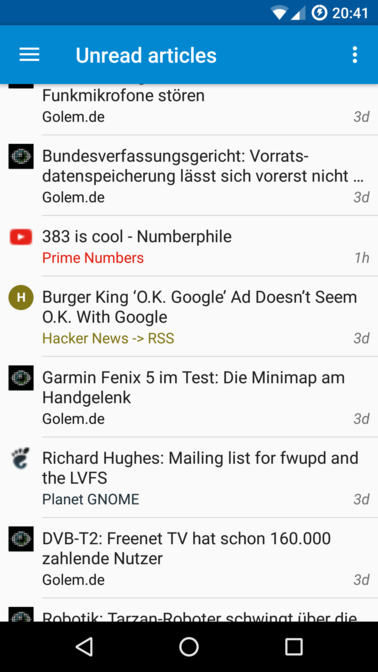 20:41
Unread articles
Funkmikrofone stören
Golem.de 3d
Bundesverfassungsgericht: Vorrats-
datenspeicherung lässt sich vorerst nicht ...
Golem.de 3d
383 is cool - Numberphile
Prime Numbers 1h
H
Burger King ‘O.K. Google’ Ad Doesn’t Seem
O.K. With Google
Hacker News -> RSS 3d
Garmin Fenix 5 im Test: Die Minimap am
Handgelenk
Golem.de 3d
Richard Hughes: Mailing list for fwupd and
the LVFS
Planet GNOME 3d
DVB-T2: Freenet TV hat schon 160.000
zahlende Nutzer
Golem.de 3d
Robotik: Tarzan-Roboter schwingt über die